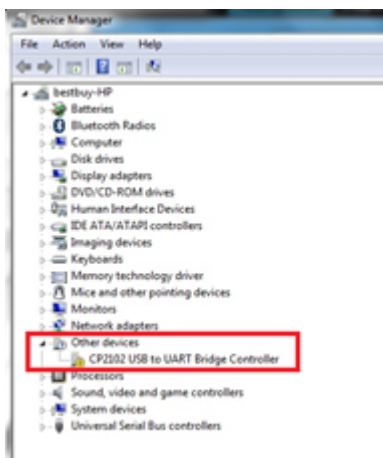 Device Manager
File Action View Help
bestbuy-HP
Batteries
Bluetooth Radios
Computer
Disk drives
Display adapters
DVD/CD-ROM drives
Human Interface Devices
IDE ATA/ATAPI controllers
Imaging devices
Keyboards
Memory technology driver
Mice and other pointing devices
Monitors
Network adapters
Other devices
CP2102 USB to UART Bridge Controller
Processors
Sound, video and game controllers
System devices
Universal Serial Bus controllers